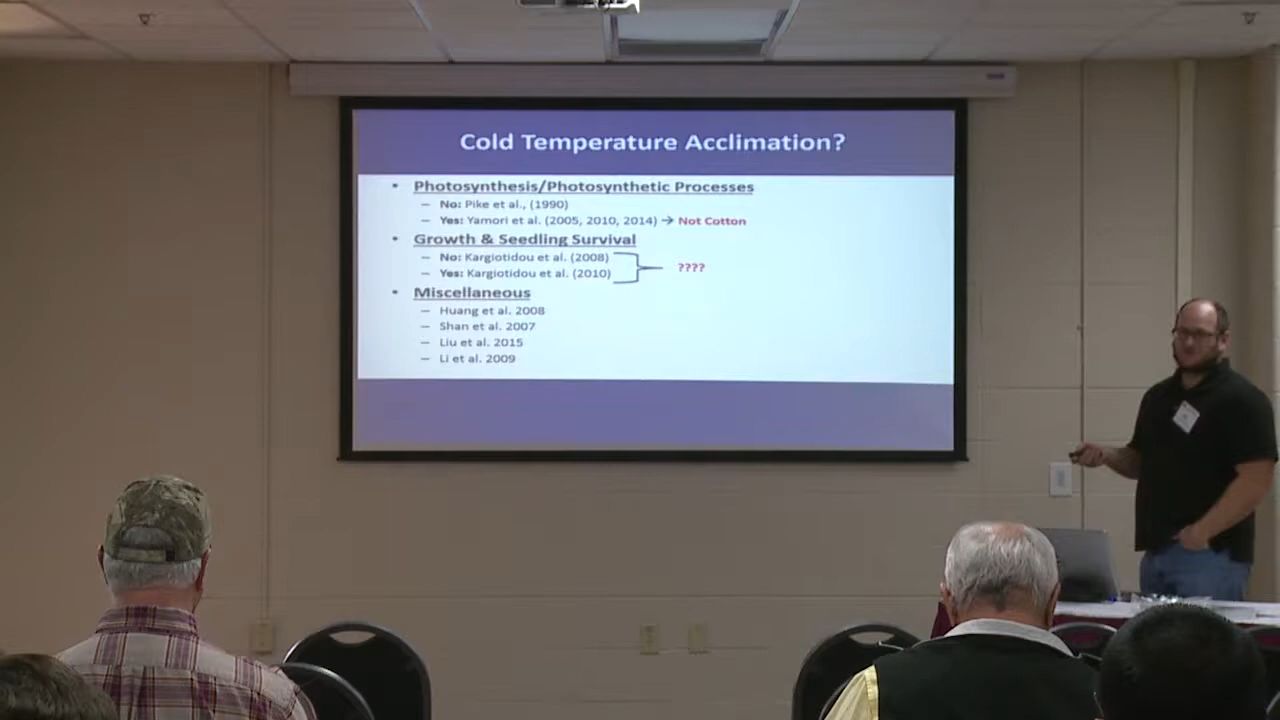 Cold Temperature Acclimation?
• Photosynthesis/Photosynthetic Processes
– No: Pike et al., (1990)
– Yes: Yamori et al. (2005, 2010, 2014) → Not Cotton
• Growth & Seedling Survival
– No: Kargiotidou et al. (2008)
– Yes: Kargiotidou et al. (2010)
????
• Miscellaneous
– Huang et al. 2008
– Shan et al. 2007
– Liu et al. 2015
– Li et al. 2009